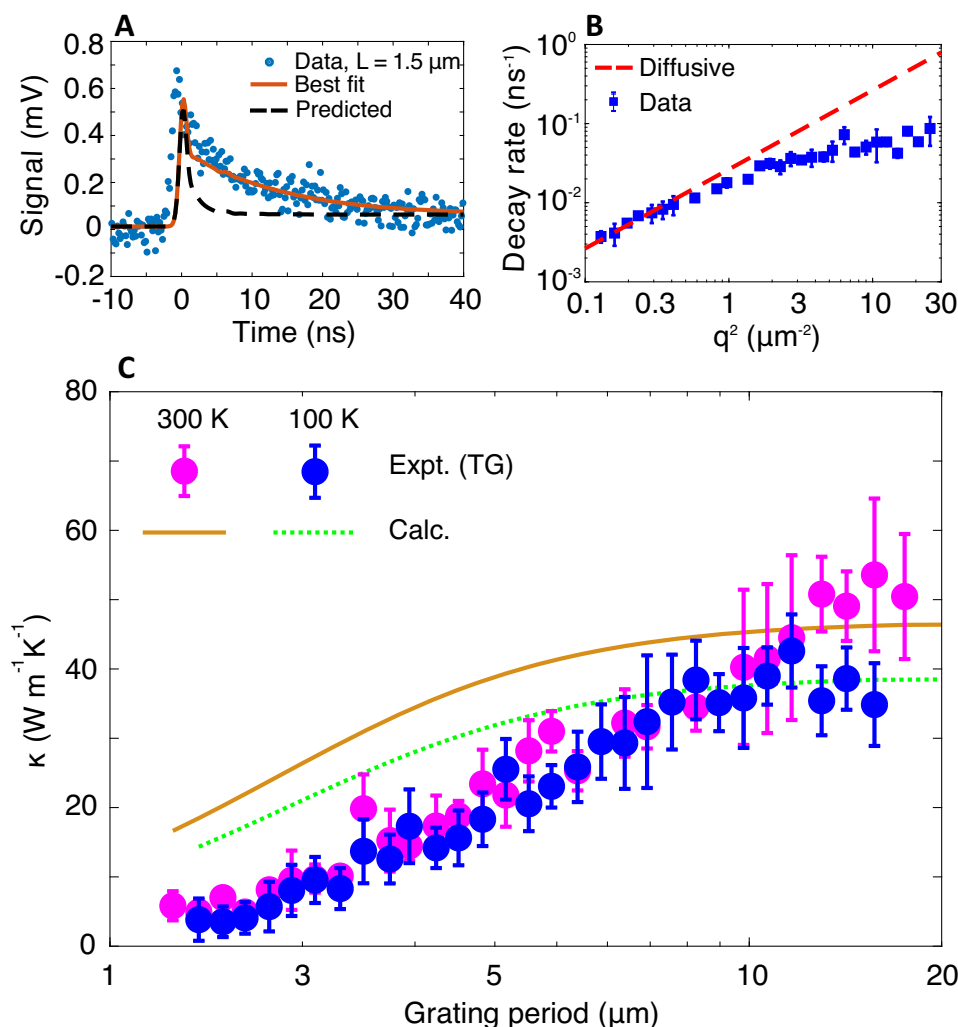 A
Signal (mV)
0.8
0.6
0.4
0.2
0
-0.2
Data, L = 1.5 µm
Best fit
Predicted
-10 0 10 20 30 40
Time (ns)
B
Decay rate (ns⁻¹)
10⁰
10⁻¹
10⁻²
10⁻³
Diffusive
Data
0.1 0.3 1 3 10 30
q² (µm⁻²)
C
κ (W m⁻¹K⁻¹)
80
60
40
20
0
300 K 100 K
Expt. (TG)
Calc.
1 3 5 10 20
Grating period (µm)